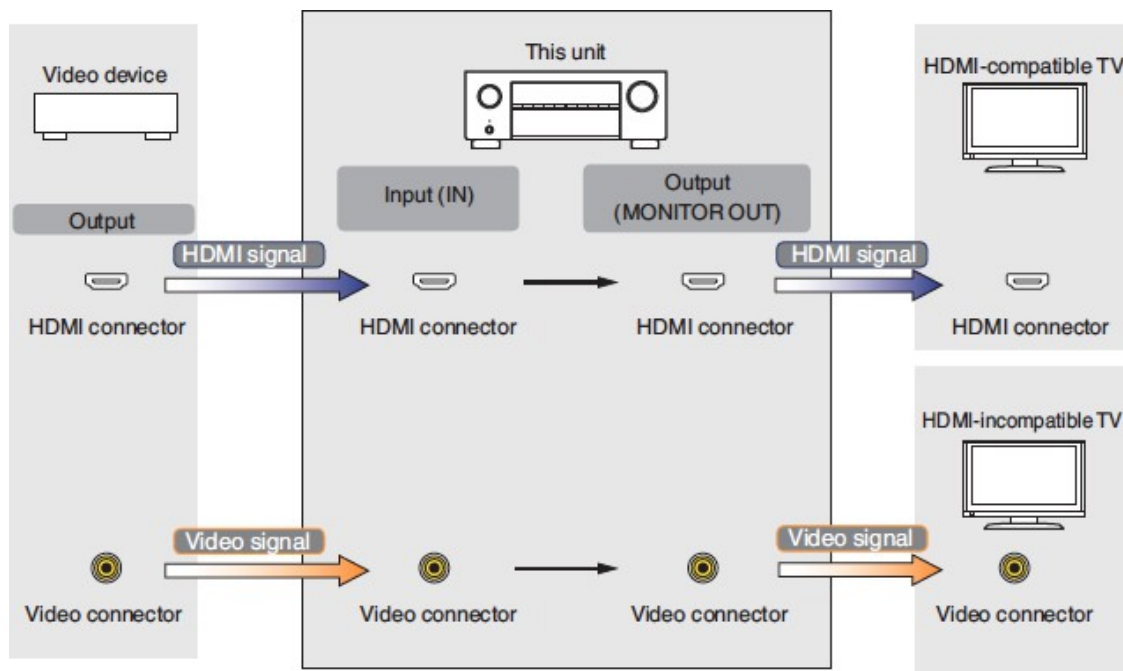 Video device
This unit
HDMI-compatible TV
Output
Input (IN)
Output
(MONITOR OUT)
HDMI signal
HDMI signal
HDMI connector
HDMI connector
HDMI connector
HDMI connector
HDMI-incompatible TV
Video signal
Video signal
Video connector
Video connector
Video connector
Video connector